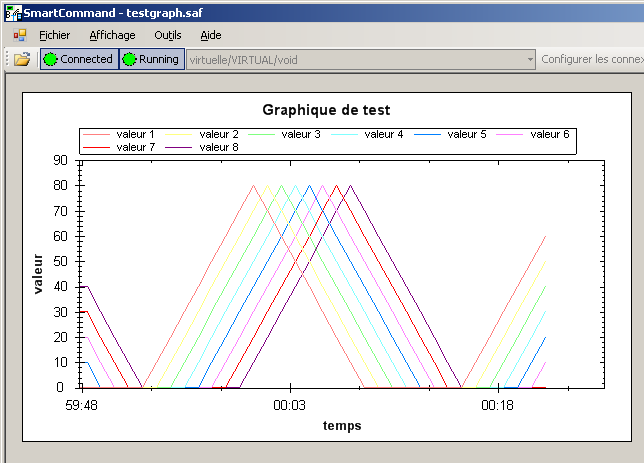 SmartCommand - testgraph.saf
Fichier Affichage Outils Aide
Connected Running virtuelle/VIRTUAL/void Configurer les connex
Graphique de test
valeur 1 valeur 2 valeur 3 valeur 4 valeur 5 valeur 6
valeur 7 valeur 8
90
80
70
60
50
40
30
20
10
0
valeur
59:48 00:03 00:18
temps